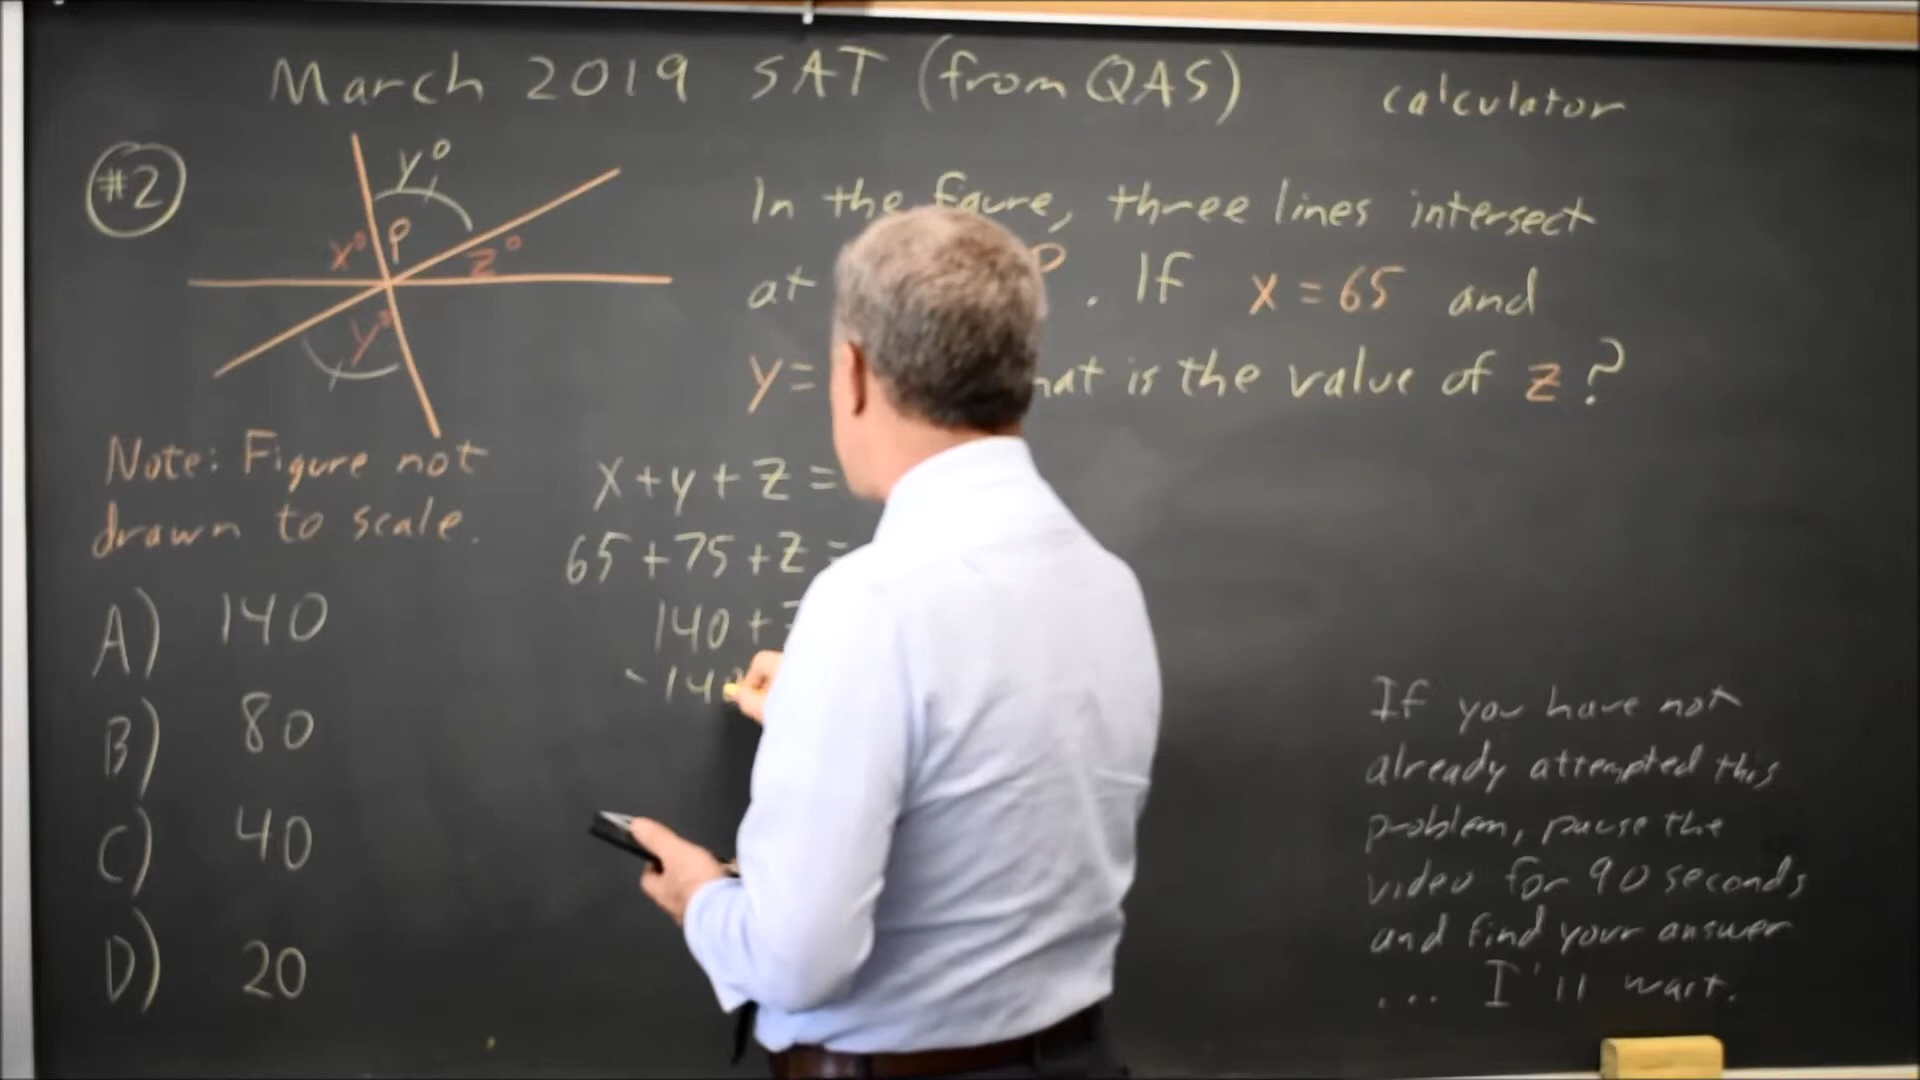 March 2019 SAT (from QAS)
calculator
#2
y°
x°
P
z°
y°
In the figure, three lines intersect
at P. If x = 65 and
y = what is the value of z?
Note: Figure not
drawn to scale.
x + y + z =
65 + 75 + z =
140 + z
- 14
A) 140
B) 80
C) 40
D) 20
If you have not
already attempted this
problem, pause the
video for 90 seconds
and find your answer
... I'll wait.